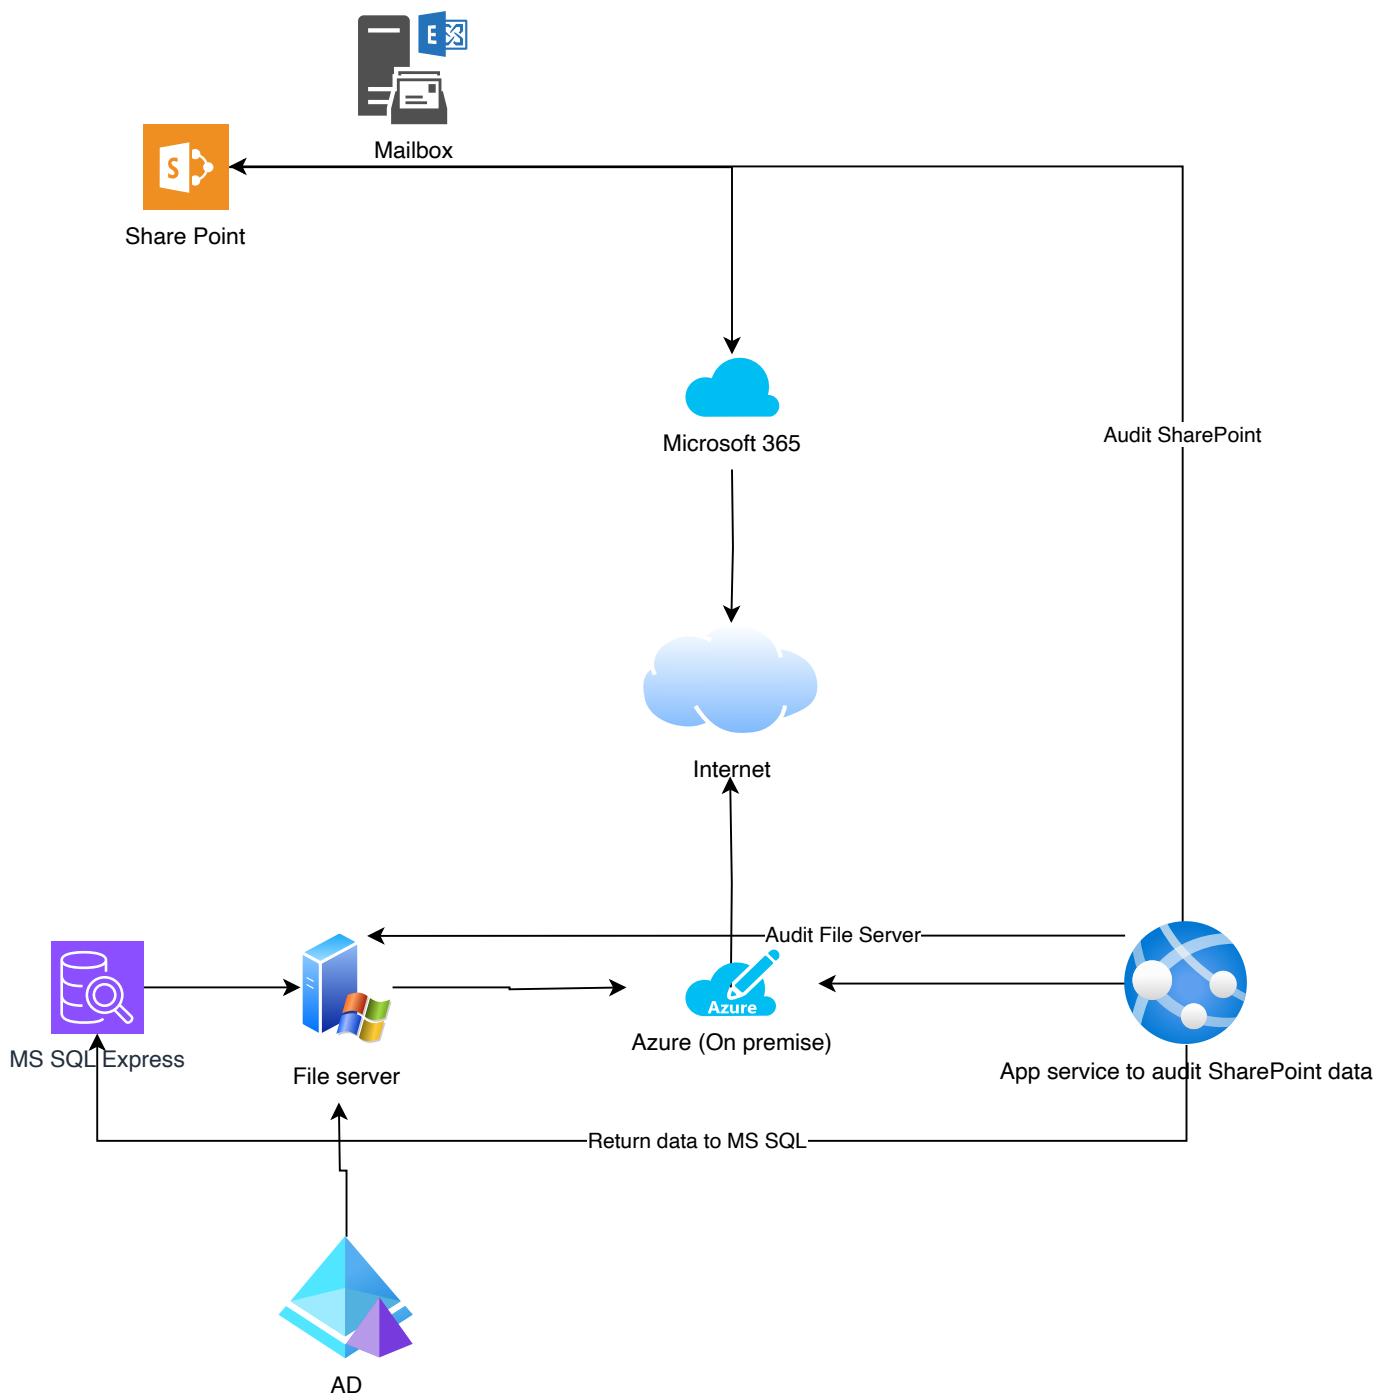 E
Mailbox
S
Share Point
Microsoft 365
Audit SharePoint
Internet
Audit File Server
Azure
MS SQL Express
File server
Azure (On premise)
App service to audit SharePoint data
Return data to MS SQL
AD